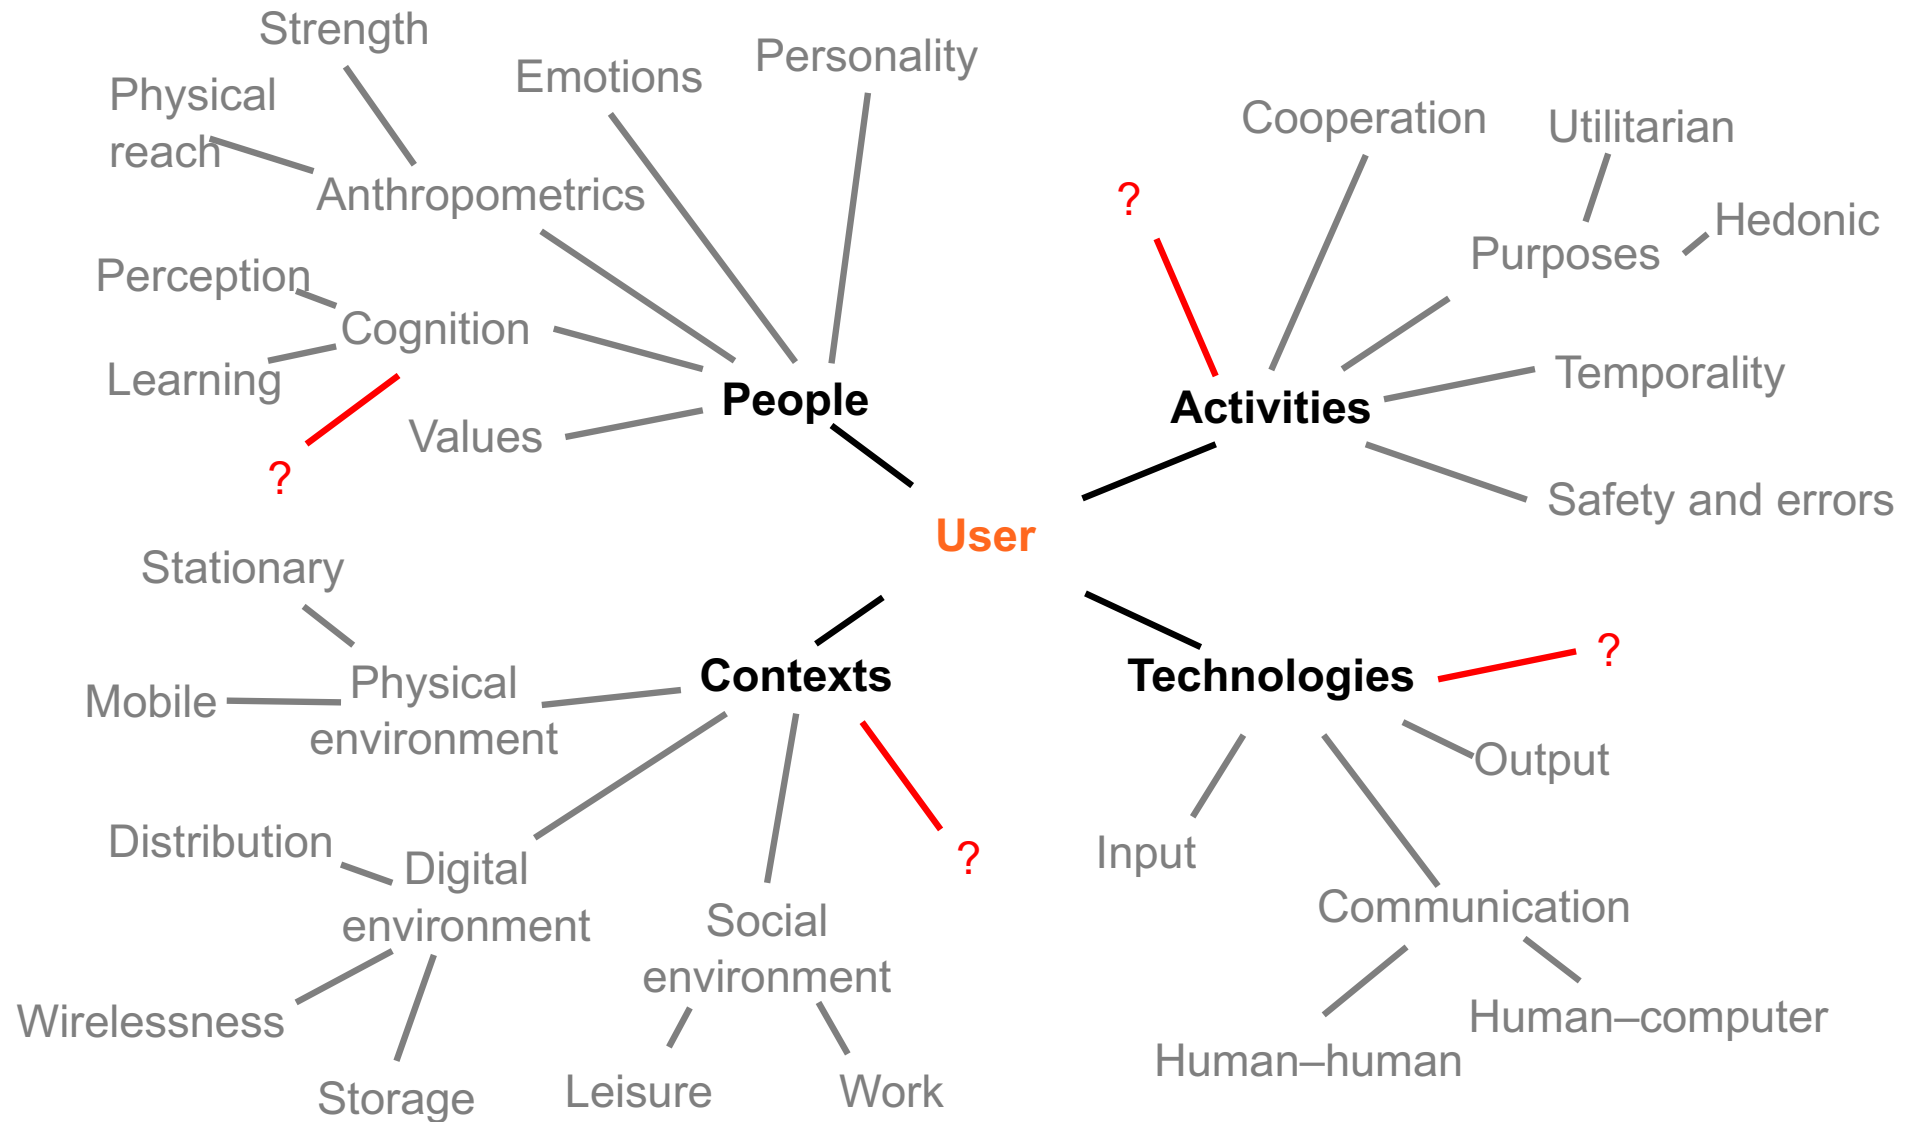 Strength
Physical
reach
Emotions
Personality
Anthropometrics
Perception
Cognition
Learning
?
Values
People
Cooperation
Utilitarian
?
Hedonic
Purposes
Temporality
Activities
Safety and errors
User
Stationary
Mobile
Physical
environment
Contexts
?
Distribution
Digital
environment
Social
environment
Wirelessness
Storage
Leisure
Work
Technologies
?
Output
Input
Communication
Human–computer
Human–human